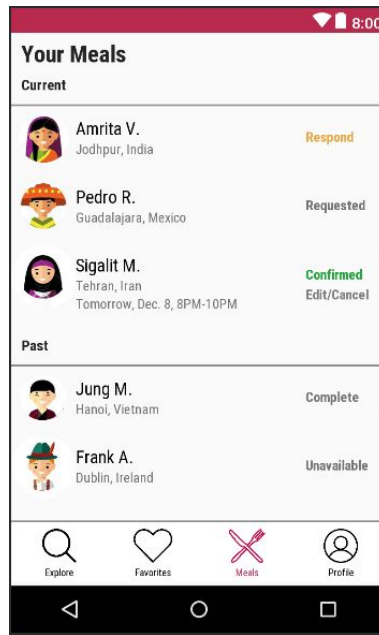 8:00
Your Meals
Current
Amrita V.
Respond
Jodhpur, India
Pedro R.
Requested
Guadalajara, Mexico
Sigalit M.
Tehran, Iran
Confirmed
Tomorrow, Dec. 8, 8PM-10PM
Edit/Cancel
Past
Jung M.
Complete
Hanoi, Vietnam
Frank A.
Unavailable
Dublin, Ireland
Explore Favorites Meals Profile